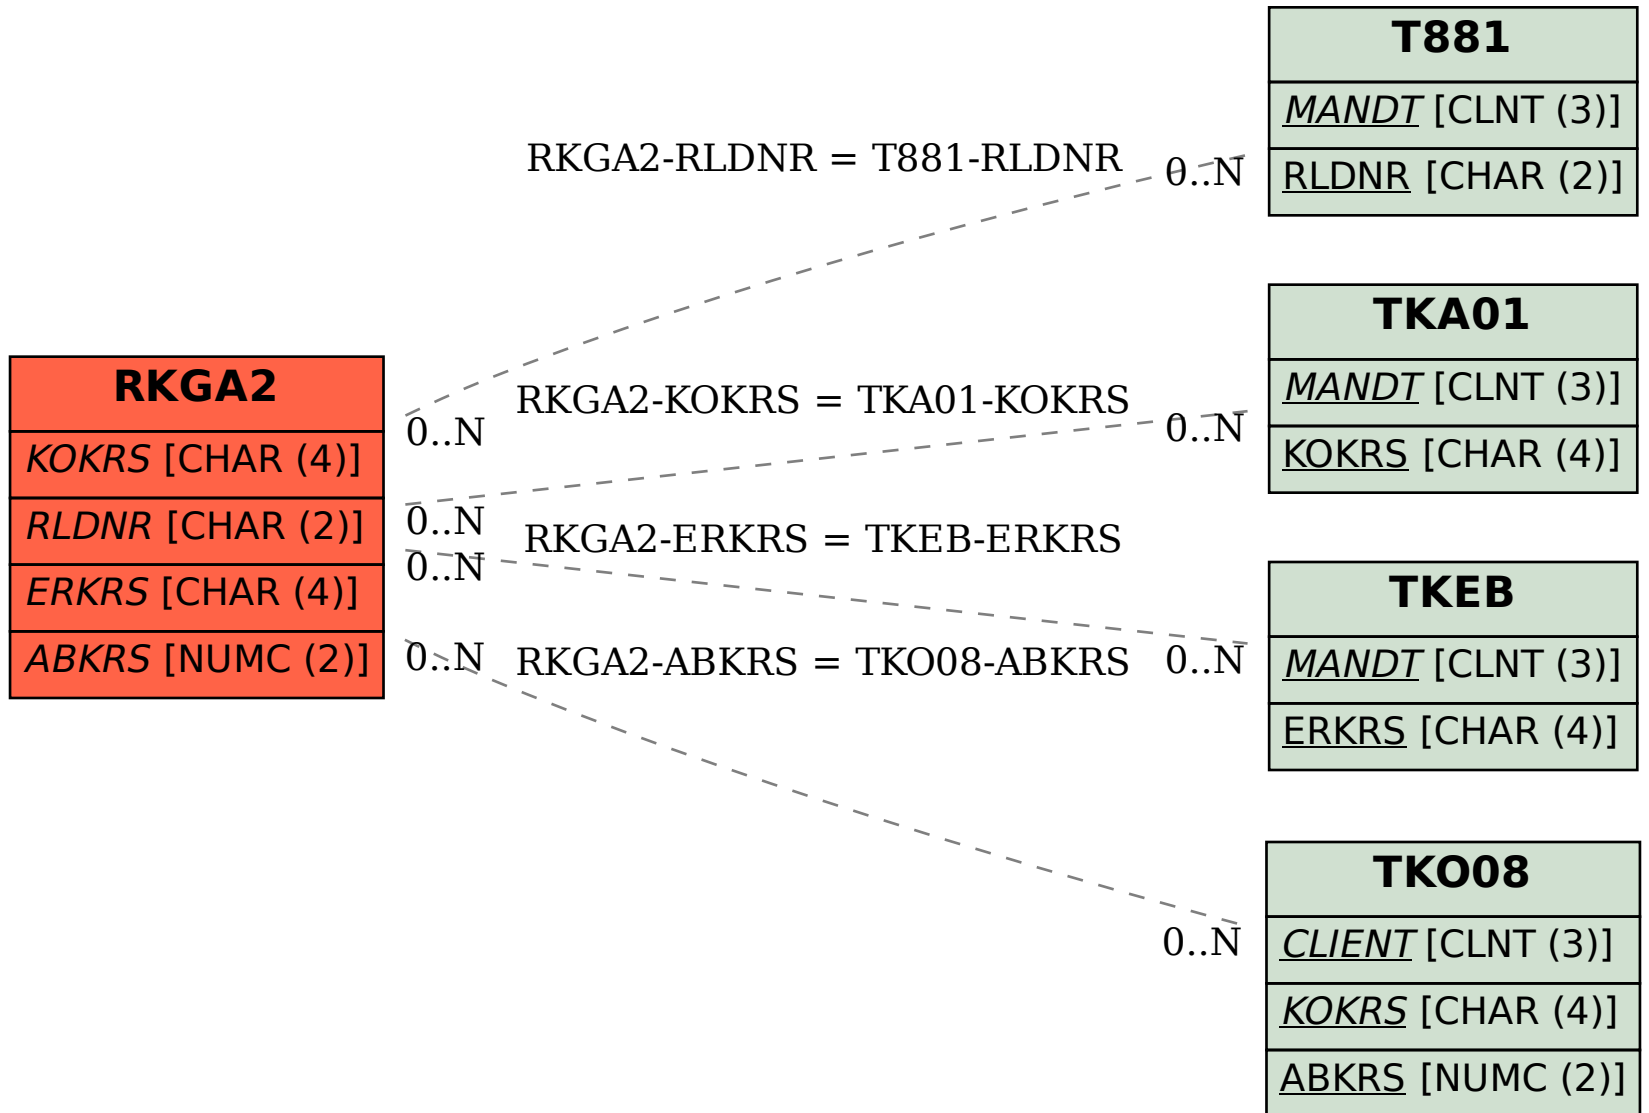 RKGA2
KOKRS [CHAR (4)]
RLDNR [CHAR (2)]
ERKRS [CHAR (4)]
ABKRS [NUMC (2)]
RKGA2-RLDNR = T881-RLDNR
0..N
0..N
RKGA2-KOKRS = TKA01-KOKRS
0..N
0..N
RKGA2-ERKRS = TKEB-ERKRS
0..N
0..N
RKGA2-ABKRS = TKO08-ABKRS
0..N
0..N
T881
MANDT [CLNT (3)]
RLDNR [CHAR (2)]
TKA01
MANDT [CLNT (3)]
KOKRS [CHAR (4)]
TKEB
MANDT [CLNT (3)]
ERKRS [CHAR (4)]
TKO08
CLIENT [CLNT (3)]
KOKRS [CHAR (4)]
ABKRS [NUMC (2)]